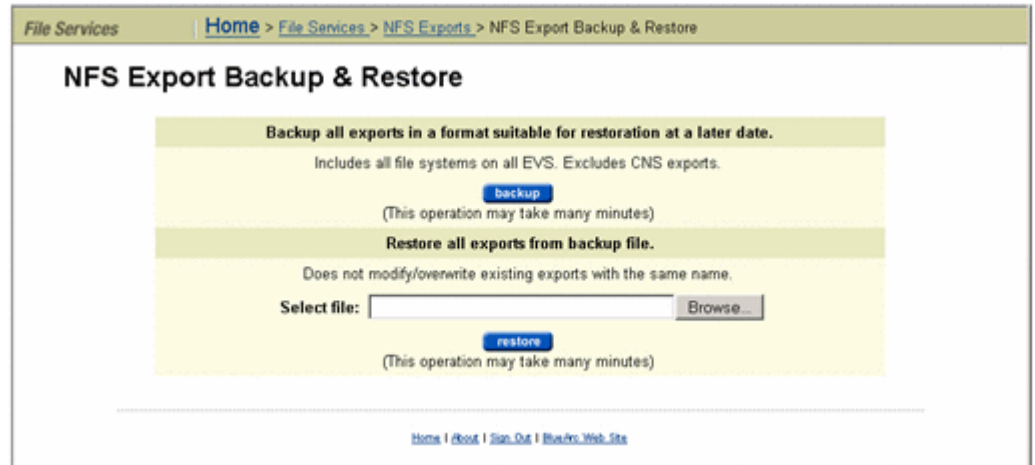 File Services
Home > File Services > NFS Exports > NFS Export Backup & Restore
NFS Export Backup & Restore
Backup all exports in a format suitable for restoration at a later date.
Includes all file systems on all EVS. Excludes CNS exports.
backup
(This operation may take many minutes)
Restore all exports from backup file.
Does not modify/overwrite existing exports with the same name.
Select file: Browse...
restore
(This operation may take many minutes)
Home | About | Sign Out | BlueArc Web Site